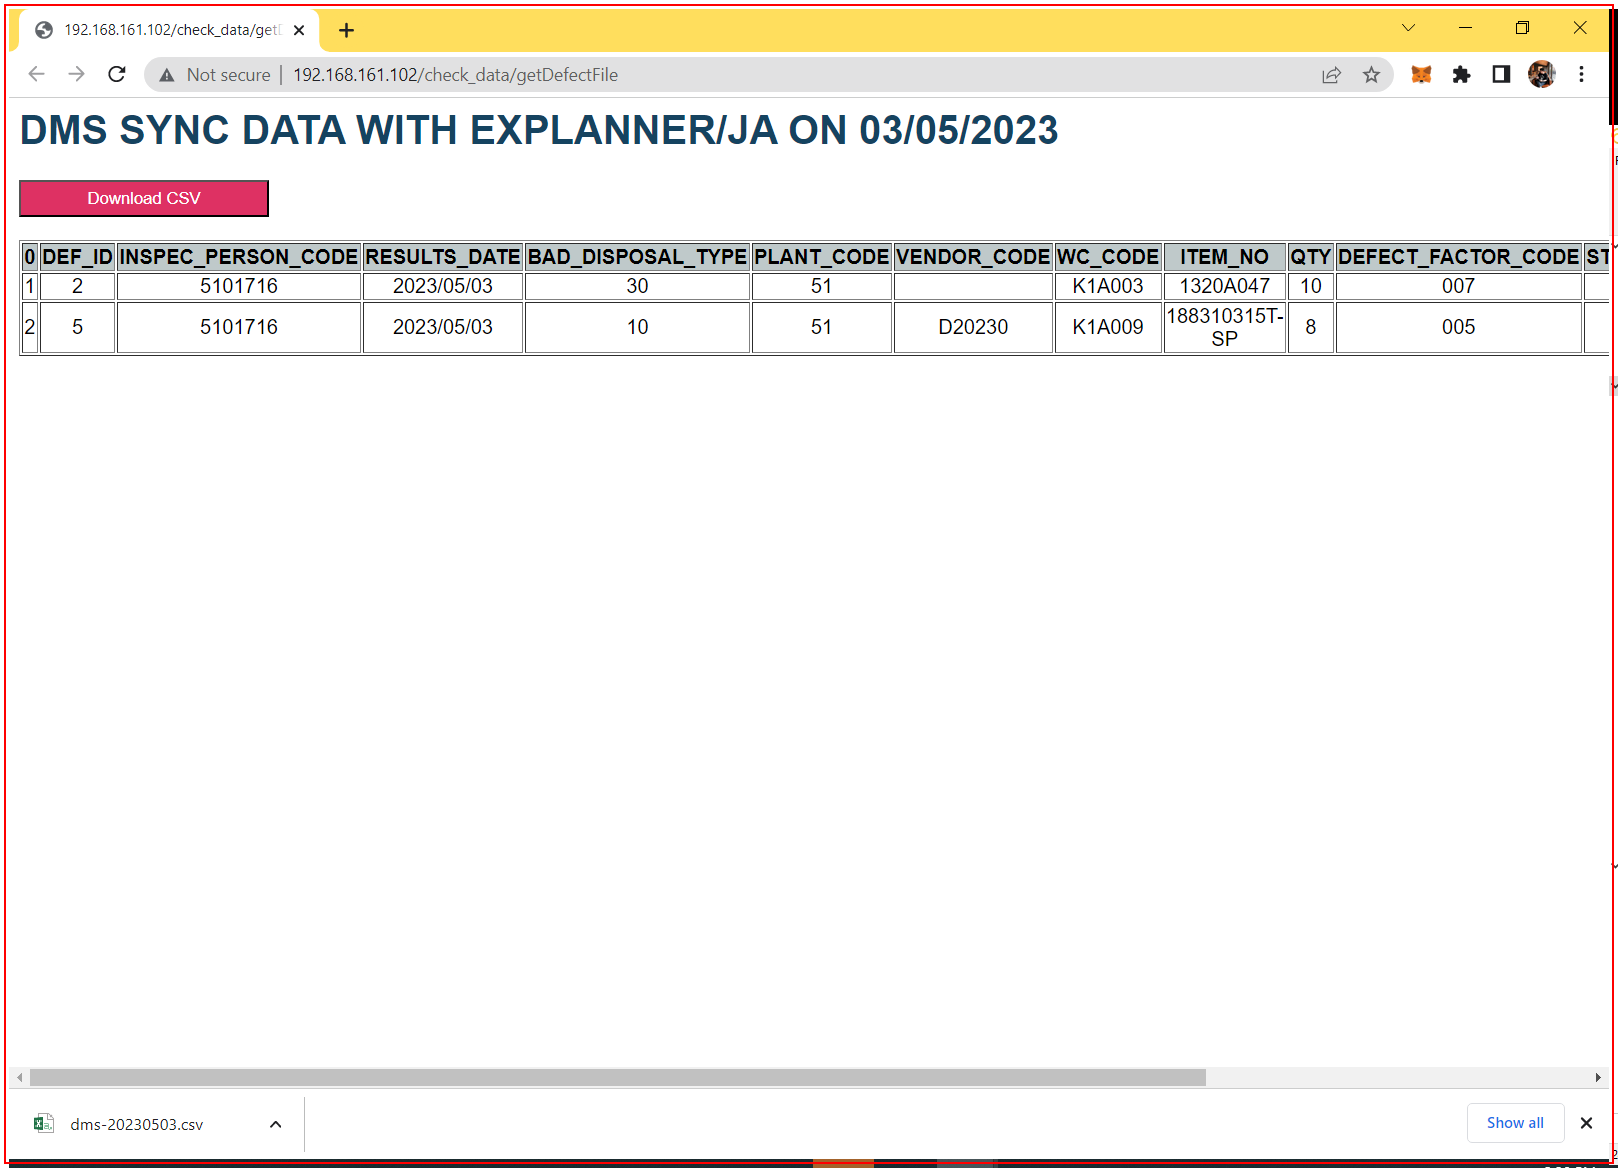 192.168.161.102/check_data/get
Not secure | 192.168.161.102/check_data/getDefectFile
DMS SYNC DATA WITH EXPLANNER/JA ON 03/05/2023
Download CSV
0 DEF_ID INSPEC_PERSON_CODE RESULTS_DATE BAD_DISPOSAL_TYPE PLANT_CODE VENDOR_CODE WC_CODE ITEM_NO QTY DEFECT_FACTOR_CODE ST
1 2 5101716 2023/05/03 30 51 K1A003 1320A047 10 007
2 5 5101716 2023/05/03 10 51 D20230 K1A009 188310315T-SP 8 005
dms-20230503.csv
Show all